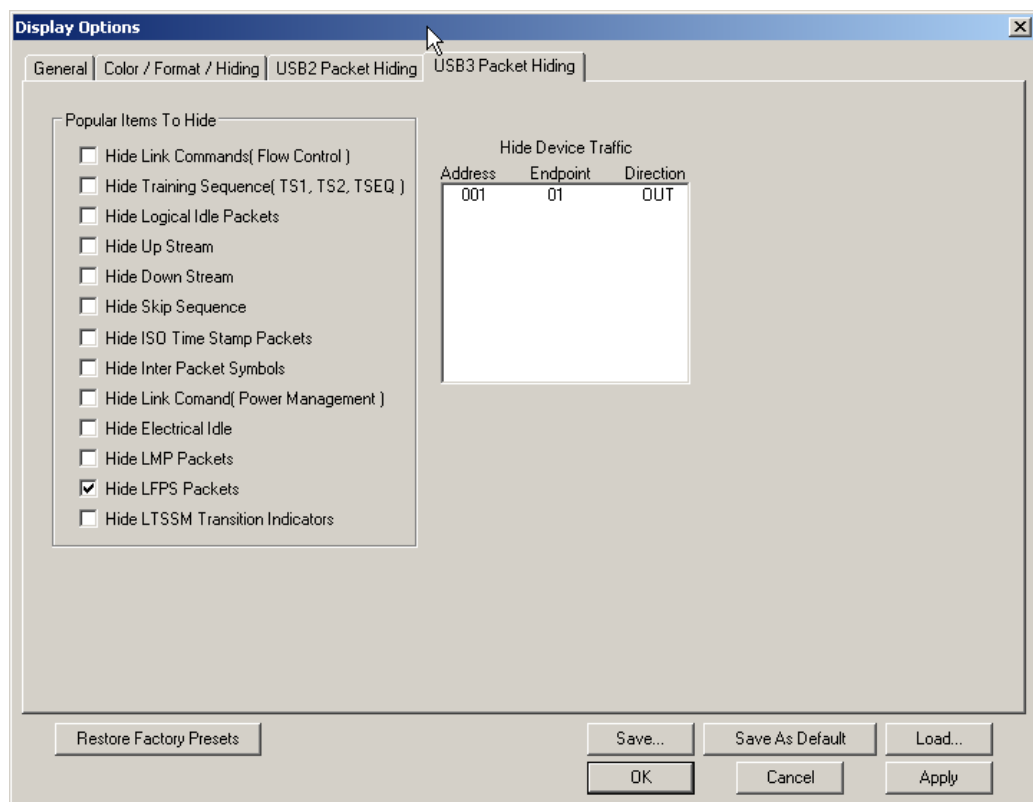 Display Options
General
Color / Format / Hiding
USB2 Packet Hiding
USB3 Packet Hiding
Popular Items To Hide
Hide Link Commands( Flow Control )
Hide Training Sequence( TS1, TS2, TSEQ )
Hide Logical Idle Packets
Hide Up Stream
Hide Down Stream
Hide Skip Sequence
Hide ISO Time Stamp Packets
Hide Inter Packet Symbols
Hide Link Comand( Power Management )
Hide Electrical Idle
Hide LMP Packets
Hide LFPS Packets
Hide LTSSM Transition Indicators
Hide Device Traffic
Address Endpoint Direction
001 01 OUT
Restore Factory Presets
Save...
Save As Default
Load...
OK
Cancel
Apply